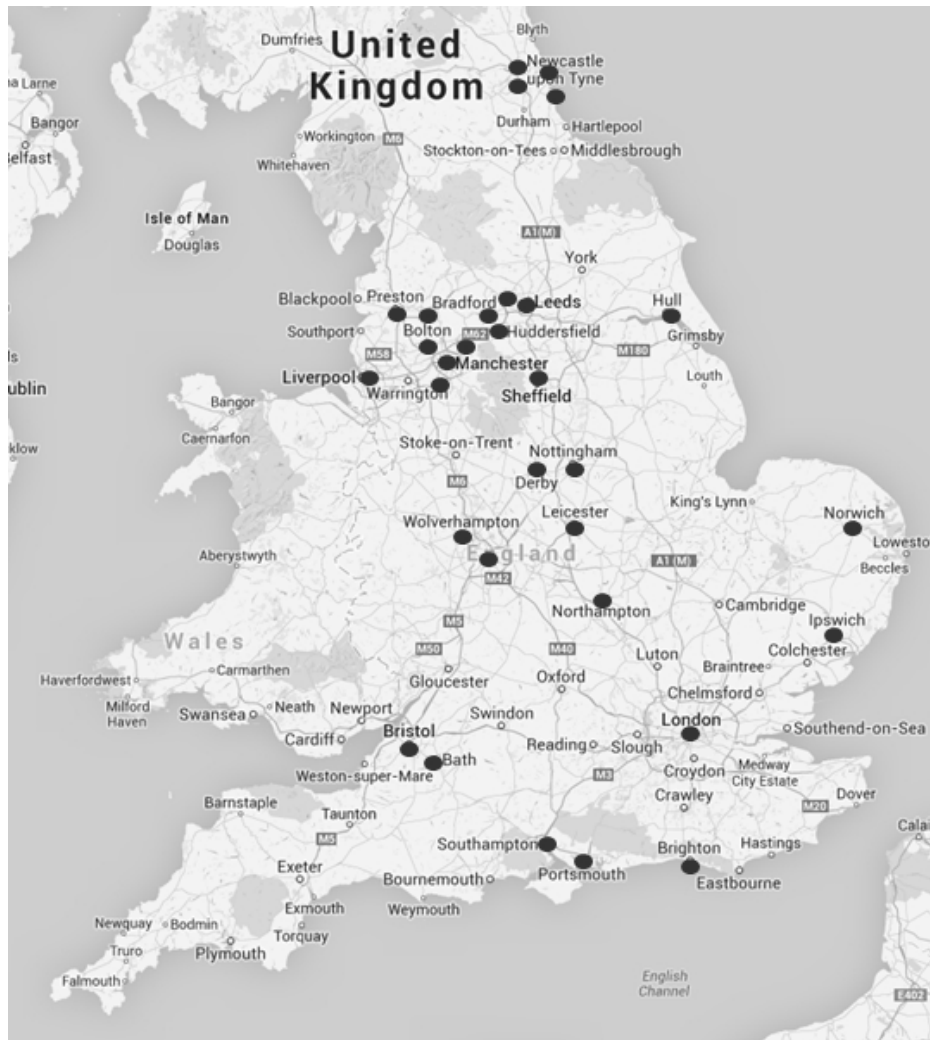 Blyth
United
Kingdom
Dumfries
Newcastle
upon Tyne
Larne
Durham
Hartlepool
Bangor
Workington
M6
elfast
Stockton-on-Tees
Middlesbrough
Whitehaven
Isle of Man
Douglas
A1(M)
York
Blackpool
Preston
Bradford
Leeds
Hull
Southport
Bolton
M62
Huddersfield
Grimsby
M58
M180
Manchester
Liverpool
Warrington
Sheffield
Louth
ublin
Bangor
Caernarfon
klow
Stoke-on-Trent
Nottingham
Derby
M6
King's Lynn
Leicester
Norwich
Wolverhampton
Lowesto
England
Aberystwyth
A1(M)
Beccles
M42
Northampton
Cambridge
Ipswich
M5
Wales
M50
M40
Luton
Colchester
Braintree
Carmarthen
Haverfordwest
Gloucester
Oxford
Chelmsford
Milford
Haven
Neath
Newport
Swansea
Swindon
London
Southend-on-Sea
Cardiff
Bristol
Reading
Slough
Bath
Weston-super-Mare
Croydon
Medway
City Estate
M3
Crawley
Dover
Barnstaple
M20
Taunton
M5
Calai
Southampton
Brighton
Hastings
Exeter
Bournemouth
Portsmouth
Eastbourne
Exmouth
Weymouth
Newquay
Bodmin
Torquay
Truro
Plymouth
Falmouth
English
Channel
E402